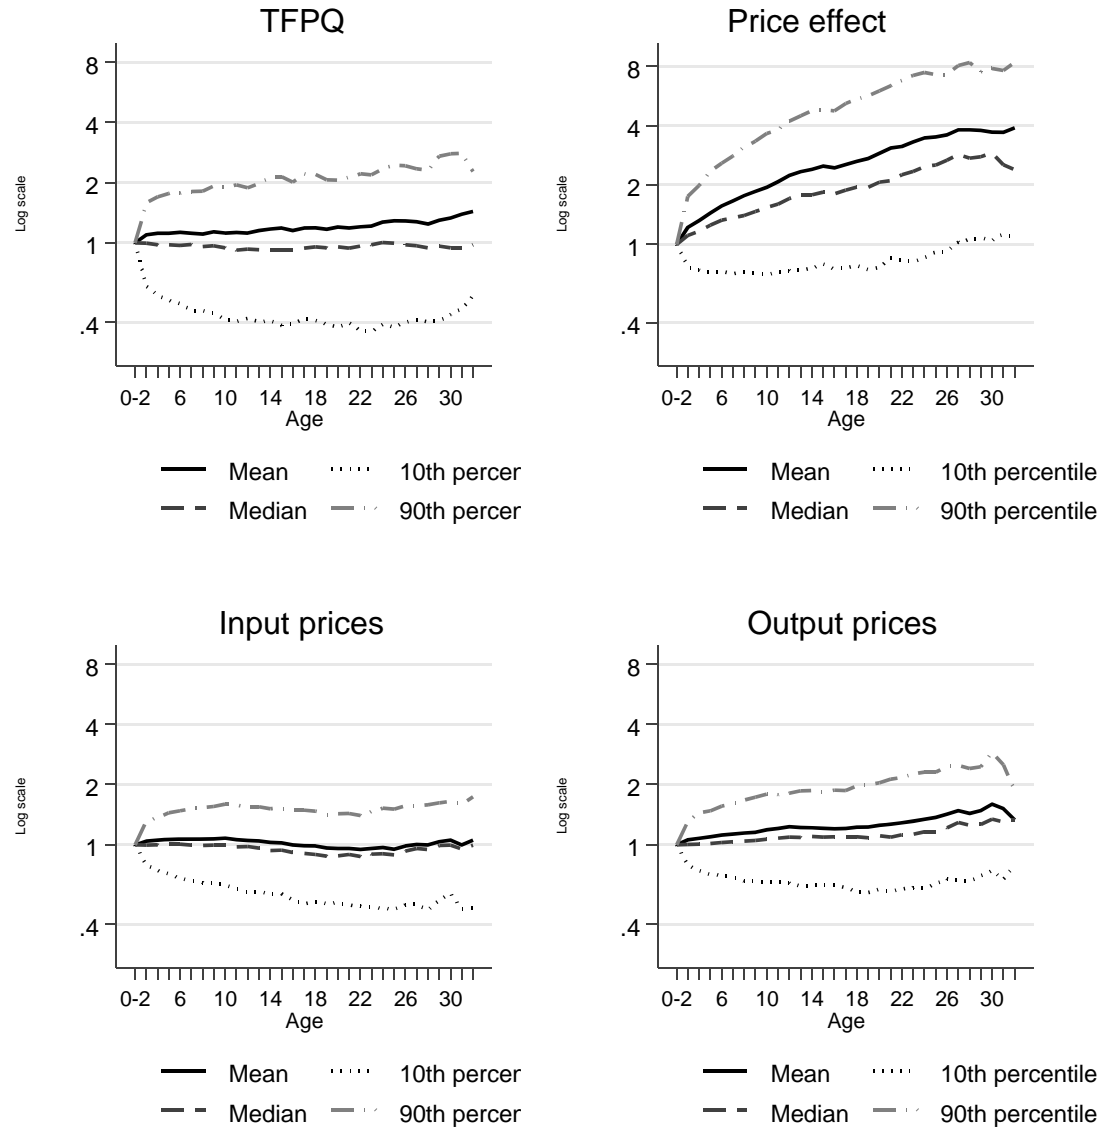 TFPQ
Log scale
8
4
2
1
.4
0-2 6 10 14 18 22 26 30
Age
Mean 10th percer
Median 90th percer
Price effect
Log scale
8
4
2
1
.4
0-2 6 10 14 18 22 26 30
Age
Mean 10th percentile
Median 90th percentile
Input prices
Log scale
8
4
2
1
.4
0-2 6 10 14 18 22 26 30
Age
Mean 10th percer
Median 90th percer
Output prices
Log scale
8
4
2
1
.4
0-2 6 10 14 18 22 26 30
Age
Mean 10th percentile
Median 90th percentile